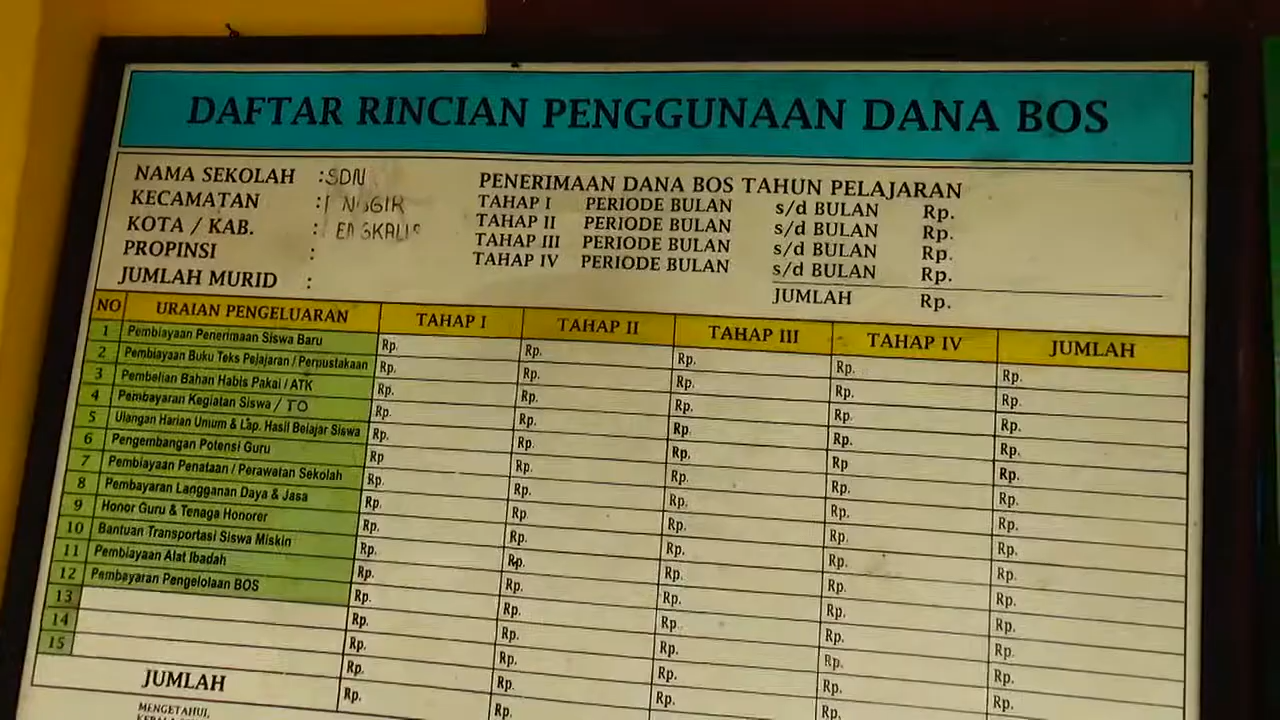 DAFTAR RINCIAN PENGGUNAAN DANA BOS
NAMA SEKOLAH : SDN
KECAMATAN :
KOTA / KAB. :
PROPINSI :
JUMLAH MURID :
PENERIMAAN DANA BOS TAHUN PELAJARAN
TAHAP I PERIODE BULAN s/d BULAN Rp.
TAHAP II PERIODE BULAN s/d BULAN Rp.
TAHAP III PERIODE BULAN s/d BULAN Rp.
TAHAP IV PERIODE BULAN s/d BULAN Rp.
JUMLAH Rp.
NO URAIAN PENGELUARAN TAHAP I TAHAP II TAHAP III TAHAP IV JUMLAH
1 Pembiayaan Penerimaan Siswa Baru Rp. Rp. Rp. Rp. Rp.
2 Pembiayaan Buku Teks Pelajaran / Perpustakaan Rp. Rp. Rp. Rp. Rp.
3 Pembelian Bahan Habis Pakai / ATK Rp. Rp. Rp. Rp. Rp.
4 Pembayaran Kegiatan Siswa / TO Rp. Rp. Rp. Rp. Rp.
5 Ulangan Harian Umum & Lap. Hasil Belajar Siswa Rp. Rp. Rp. Rp Rp.
6 Pengembangan Potensi Guru Rp Rp. Rp. Rp. Rp.
7 Pembiayaan Penataan / Perawatan Sekolah Rp. Rp. Rp. Rp. Rp.
8 Pembayaran Langganan Daya & Jasa Rp. Rp. Rp. Rp. Rp.
9 Honor Guru & Tenaga Honorer Rp. Rp. Rp. Rp. Rp.
10 Bantuan Transportasi Siswa Miskin Rp. Rp. Rp. Rp. Rp.
11 Pembiayaan Alat Ibadah Rp. Rp. Rp. Rp. Rp.
12 Pembayaran Pengelolaan BOS Rp. Rp. Rp. Rp. Rp.
13 Rp. Rp. Rp. Rp. Rp.
14 Rp. Rp. Rp. Rp. Rp.
15 Rp. Rp. Rp. Rp. Rp.
JUMLAH Rp. Rp.
MENGETAHUI,